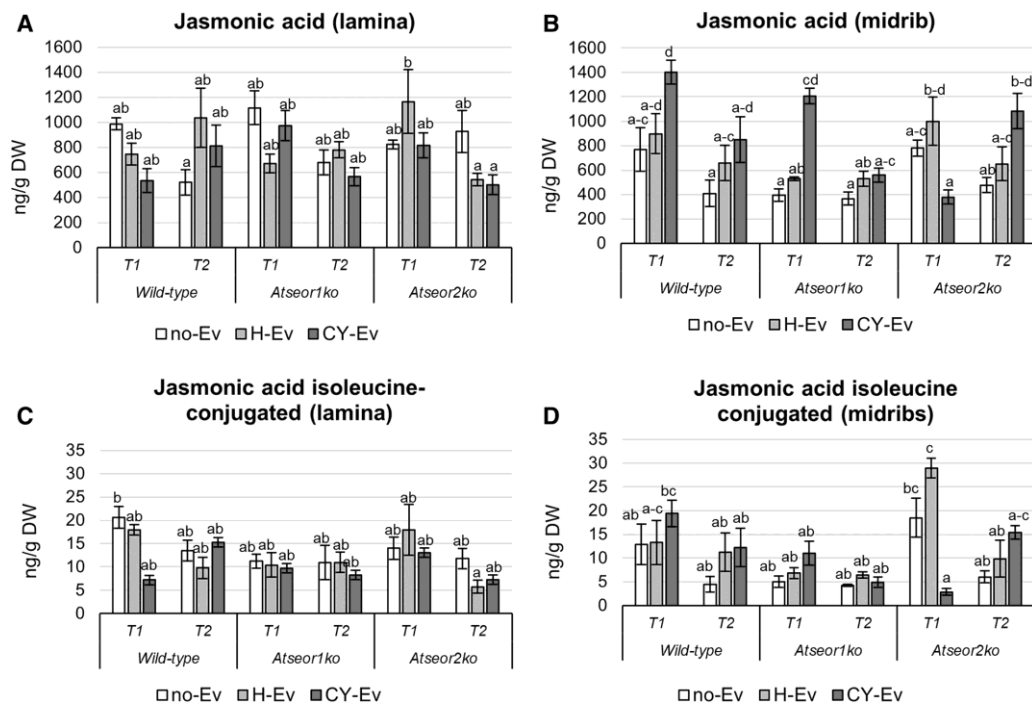 A
Jasmonic acid (lamina)
ng/g DW
1600
1400
1200
1000
800
600
400
200
0
ab ab ab a ab ab ab ab ab ab ab ab ab b ab ab a a
T1 T2 T1 T2 T1 T2
Wild-type Atseor1ko Atseor2ko
no-Ev H-Ev CY-Ev
B
Jasmonic acid (midrib)
ng/g DW
1600
1400
1200
1000
800
600
400
200
0
a-c a-d d a a-c a-d a ab cd a ab a-c a-c b-d a ab a-c b-d
T1 T2 T1 T2 T1 T2
Wild-type Atseor1ko Atseor2ko
no-Ev H-Ev CY-Ev
C
Jasmonic acid isoleucine-
conjugated (lamina)
ng/g DW
35
30
25
20
15
10
5
0
b ab ab ab ab ab ab ab ab ab ab ab ab ab ab ab a ab
T1 T2 T1 T2 T1 T2
Wild-type Atseor1ko Atseor2ko
no-Ev H-Ev CY-Ev
D
Jasmonic acid isoleucine
conjugated (midribs)
ng/g DW
35
30
25
20
15
10
5
0
ab a-c bc ab ab ab ab ab ab ab ab ab bc c a ab ab a-c
T1 T2 T1 T2 T1 T2
Wild-type Atseor1ko Atseor2ko
no-Ev H-Ev CY-Ev